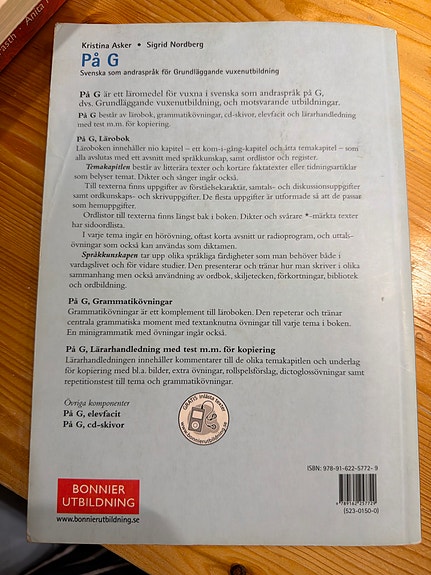 Kristina Asker • Sigrid Nordberg
På G
Svenska som andraspråk för Grundläggande vuxenutbildning
På G är ett läromedel för vuxna i svenska som andraspråk på G,
dvs. Grundläggande vuxenutbildning, och motsvarande utbildningar.
På G består av lärobok, grammatikövningar, cd-skivor, elevfacit och lärarhandledning
med test m.m. för kopiering.
På G, Lärobok
Läroboken innehåller nio kapitel – ett kom-i-gång-kapitel och åtta temakapitel – som
alla avslutas med ett avsnitt med språkkunskap, samt ordlistor och register.
Temakapitlen består av litterära texter och kortare faktatexter eller tidningsartiklar
som belyser temat. Dikter och sånger ingår också.
Till texterna finns uppgifter av förståelsekaraktär, samtals- och diskussionsuppgifter
samt ordkunskaps- och skrivuppgifter. De flesta uppgifter är utformade så att de passar
som hemuppgifter.
Ordlistor till texterna finns längst bak i boken. Dikter och svårare *-märkta texter
har sidoordlista.
I varje tema ingår en hörövning, oftast korta avsnitt ur radioprogram, och uttals-
övningar som också kan användas som diktamen.
Språkkunskapen tar upp olika språkliga färdigheter som man behöver både i
vardagslivet och för vidare studier. Den presenterar och tränar hur man skriver i olika
sammanhang men också användning av ordbok, skiljetecken, förkortningar, bibliotek
och ordbildning.
På G, Grammatikövningar
Grammatikövningar är ett komplement till läroboken. Den repeterar och tränar
centrala grammatiska moment med textanknutna övningar till varje tema i boken.
En minigrammatik med övningar ingår också.
På G, Lärarhandledning med test m.m. för kopiering
Lärarhandledningen innehåller kommentarer till de olika temakapitlen och underlag
för kopiering med bl.a. bilder, extra övningar, rollspelsförslag, dictoglossövningar samt
repetitionstest till tema och grammatikövningar.
Övriga komponenter
På G, elevfacit
På G, cd-skivor
GRATIS inlästa texter
www.bonnierutbildning.se
ISBN: 978-91-622-5772-9
9 789162 257729
(523-0150-0)
BONNIER
UTBILDNING
www.bonnierutbildning.se